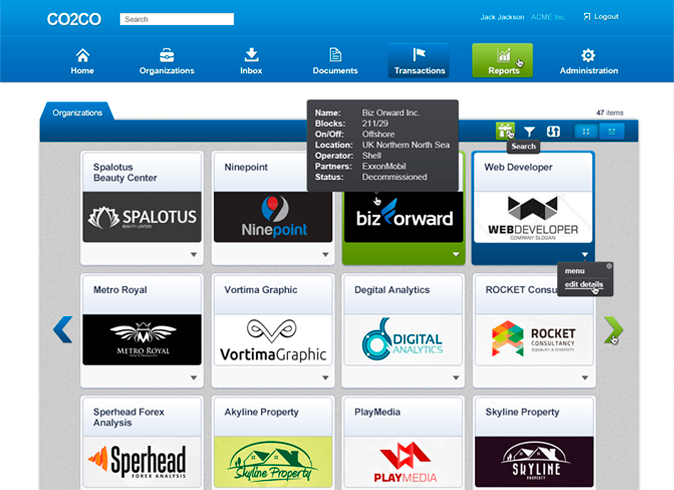 CO2CO
Search
Jack Jackson ACME Inc. Logout
Home
Organizations
Inbox
Documents
Transactions
Reports
Administration
Organizations
47 items
Name: Biz Orward Inc.
Blocks: 211/29
On/Off: Offshore
Location: UK Northern North Sea
Operator: Shell
Partners: ExxonMobil
Status: Decommissioned
Search
Spalotus
Beauty Center
SPALOTUS
Ninepoint
Ninepoint
bizForward
Web Developer
WEBDEVELOPER
COMPANY SLOGAN
menu
edit details
Metro Royal
METRO ROYAL
Vortima Graphic
VortimaGraphic
Degital Analytics
DIGITAL
ANALYTICS
ROCKET Consu
ROCKET
CONSULTANCY
EQUALITY & DIVERSITY
Sperhead Forex
Analysis
Sperhead
FOREX ANALYSIS
Akyline Property
Skyline Property
PlayMedia
PLAYMEDIA
Skyline Property
SKYLINE
PROPERTY